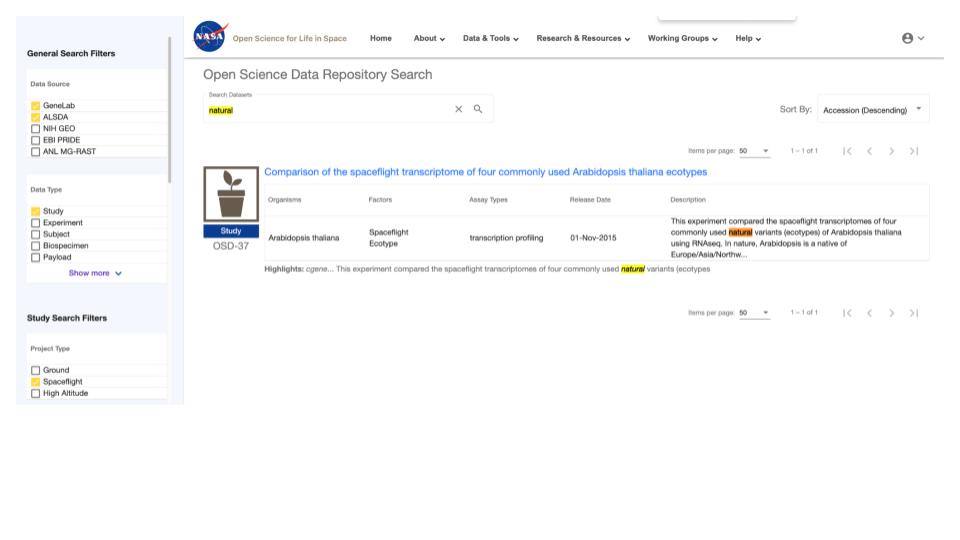 General Search Filters
Data Source
GeneLab
ALSDA
NIH GEO
EBI PRIDE
ANL MG-RAST
Data Type
Study
Experiment
Subject
Biospecimen
Payload
Show more
Study Search Filters
Project Type
Ground
Spaceflight
High Altitude
NASA
Open Science for Life in Space
Home
About
Data & Tools
Research & Resources
Working Groups
Help
Open Science Data Repository Search
Search Datasets
natural
Sort By:
Accession (Descending)
Items per page: 50
1 – 1 of 1
Study
OSD-37
Comparison of the spaceflight transcriptome of four commonly used Arabidopsis thaliana ecotypes
Organisms
Factors
Assay Types
Release Date
Description
Arabidopsis thaliana
Spaceflight
Ecotype
transcription profiling
01-Nov-2015
This experiment compared the spaceflight transcriptomes of four
commonly used natural variants (ecotypes) of Arabidopsis thaliana
using RNAseq. In nature, Arabidopsis is a native of
Europe/Asia/Northw...
Highlights: cgene... This experiment compared the spaceflight transcriptomes of four commonly used natural variants (ecotypes
Items per page: 50
1 – 1 of 1